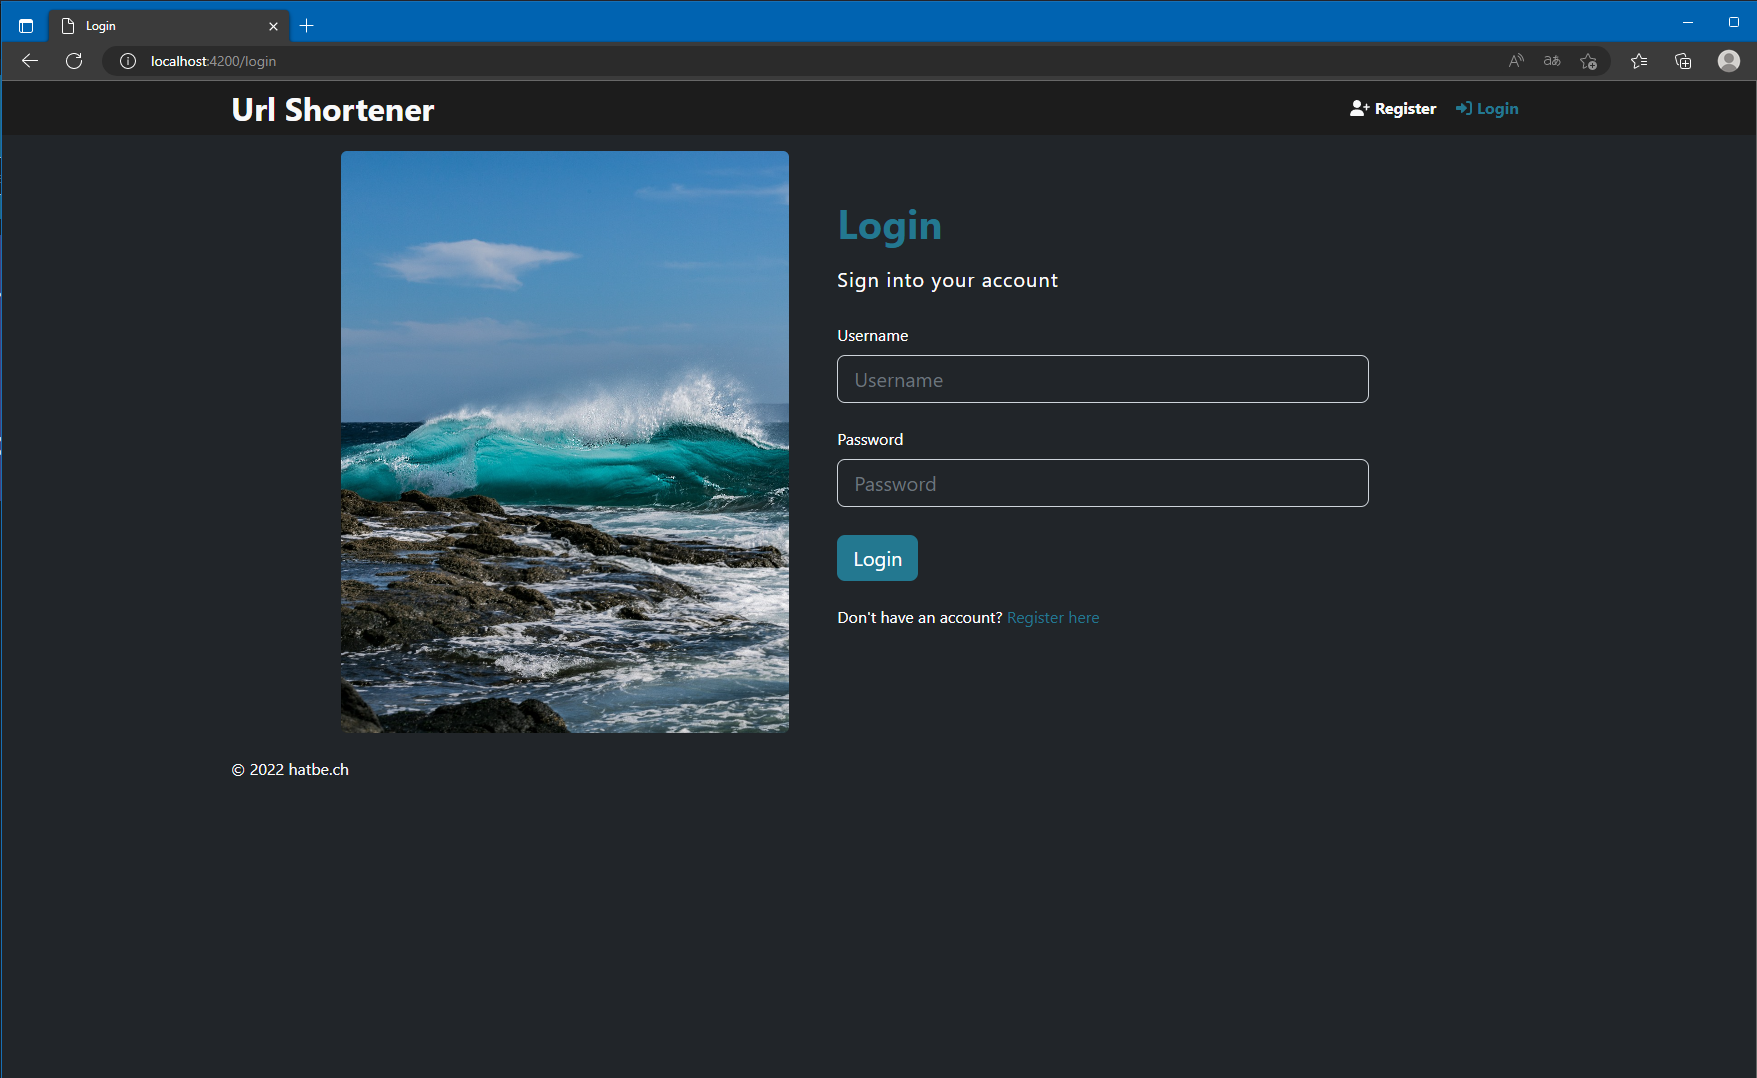 Login
localhost:4200/login
Url Shortener
Register Login
Login
Sign into your account
Username
Username
Password
Password
Login
Don't have an account? Register here
© 2022 hatbe.ch